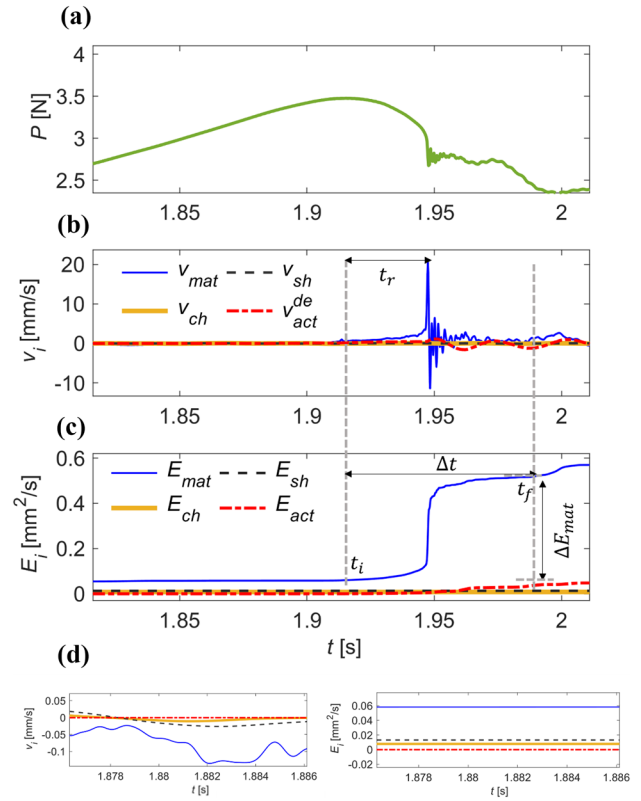 (a)
4
3.5
3
2.5
P [N]
1.85
1.9
1.95
2
(b)
20
10
0
-10
v_i [mm/s]
v_mat
v_sh
v_ch
v_act^de
t_r
1.85
1.9
1.95
2
(c)
0.6
0.4
0.2
0
E_i [mm²/s]
E_mat
E_sh
E_ch
E_act
Δt
t_f
t_i
ΔE_mat
1.85
1.9
1.95
2
t [s]
(d)
0.05
0
-0.05
-0.1
v_i [mm/s]
1.878
1.88
1.882
1.884
1.886
t [s]
0.06
0.04
0.02
0
-0.02
E_i [mm²/s]
1.878
1.88
1.882
1.884
1.886
t [s]